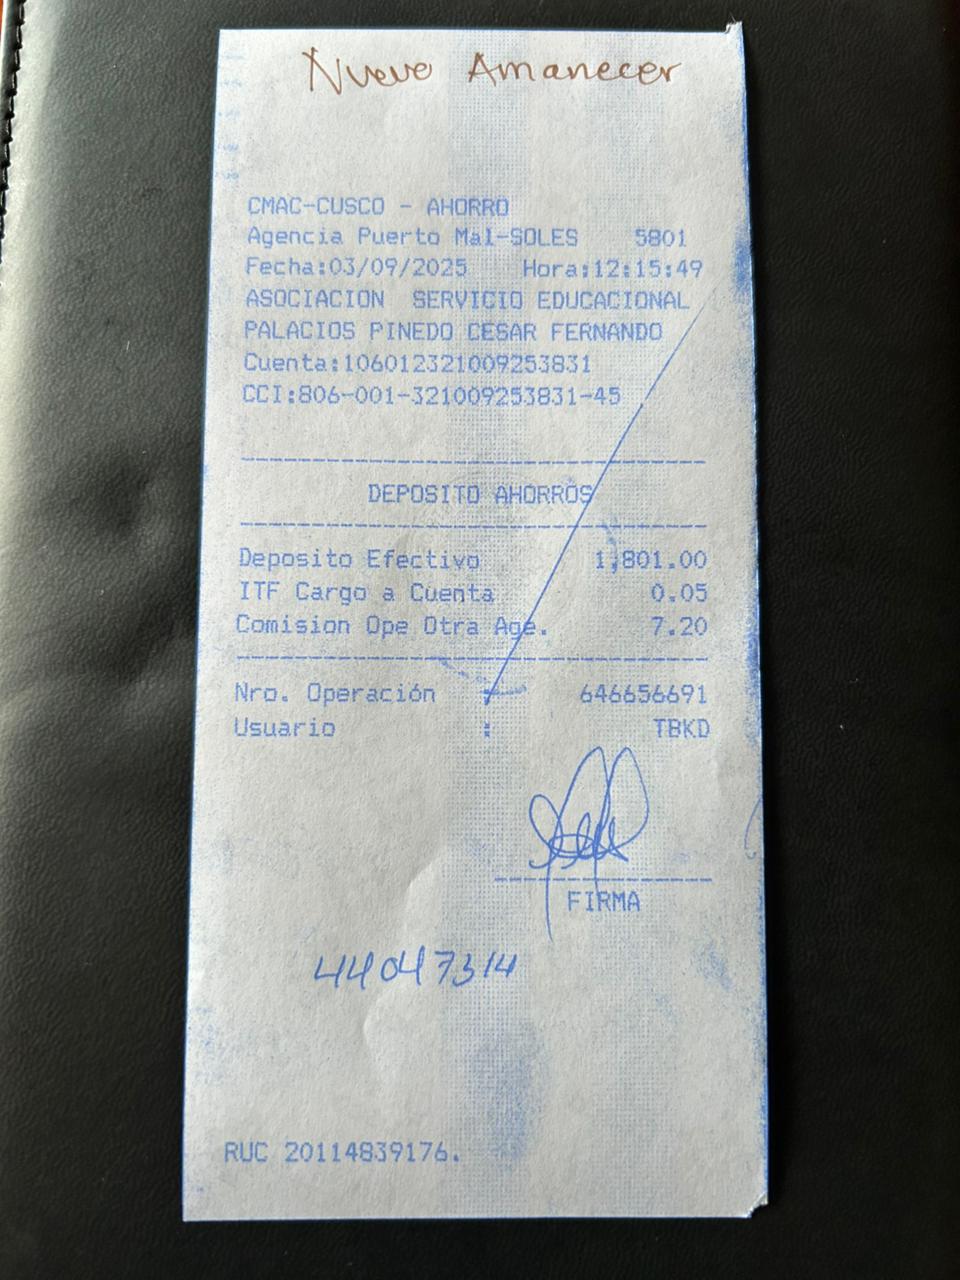 Nuevo Amanecer
CMAC-CUSCO - AHORRO
Agencia Puerto Mal-SOLES 5801
Fecha:03/09/2025 Hora:12:15:49
ASOCIACION SERVICIO EDUCACIONAL
PALACIOS PINEDO CESAR FERNANDO
Cuenta:106012321009253831
CCI:806-001-321009253831-45
DEPOSITO AHORROS
Deposito Efectivo 1,801.00
ITF Cargo a Cuenta 0.05
Comision Ope Otra Age. 7.20
Nro. Operación : 646656691
Usuario : TBKD
FIRMA
44047314
RUC 20114839176.